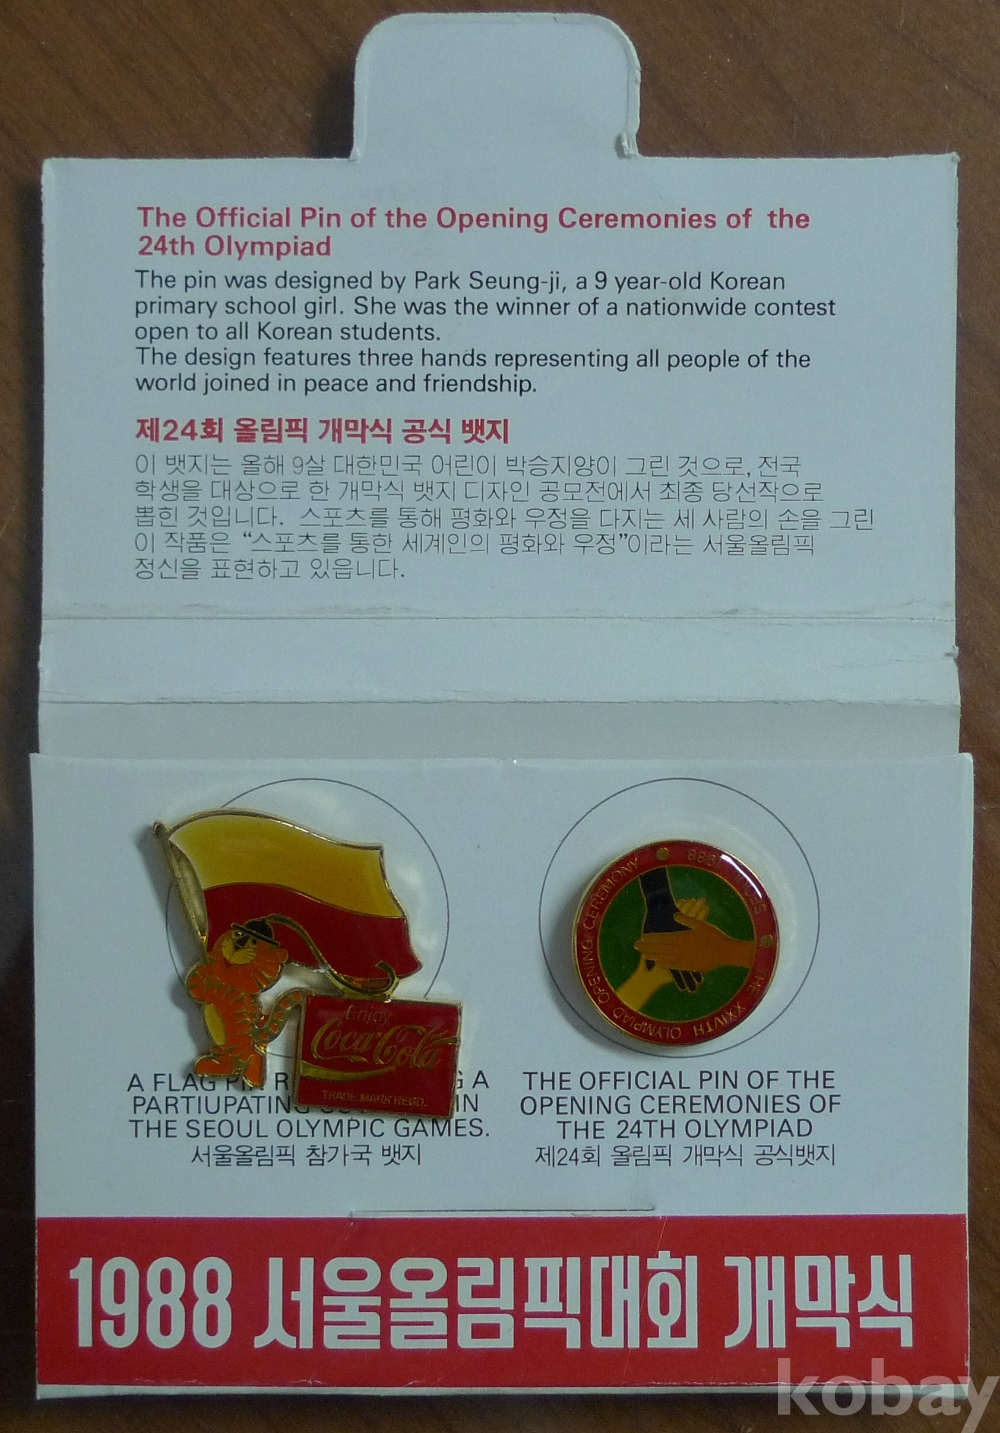 The Official Pin of the Opening Ceremonies of the
24th Olympiad
The pin was designed by Park Seung-ji, a 9 year-old Korean
primary school girl. She was the winner of a nationwide contest
open to all Korean students.
The design features three hands representing all people of the
world joined in peace and friendship.
제24회 올림픽 개막식 공식 뱃지
이 뱃지는 올해 9살 대한민국 어린이 박승지양이 그린 것으로, 전국
학생을 대상으로 한 개막식 뱃지 디자인 공모전에서 최종 당선작으로
뽑힌 것입니다. 스포츠를 통해 평화와 우정을 다지는 세 사람의 손을 그린
이 작품은 “스포츠를 통한 세계인의 평화와 우정”이라는 서울올림픽
정신을 표현하고 있읍니다.
Enjoy
Coca-Cola
TRADE MARK REGD.
THE XXIVTH OLYMPIAD OPENING CEREMONY
1988
A FLAG PIN A
PARTIUPATING IN
THE SEOUL OLYMPIC GAMES.
서울올림픽 참가국 뱃지
THE OFFICIAL PIN OF THE
OPENING CEREMONIES OF
THE 24TH OLYMPIAD
제24회 올림픽 개막식 공식뱃지
1988 서울올림픽대회 개막식
kobay